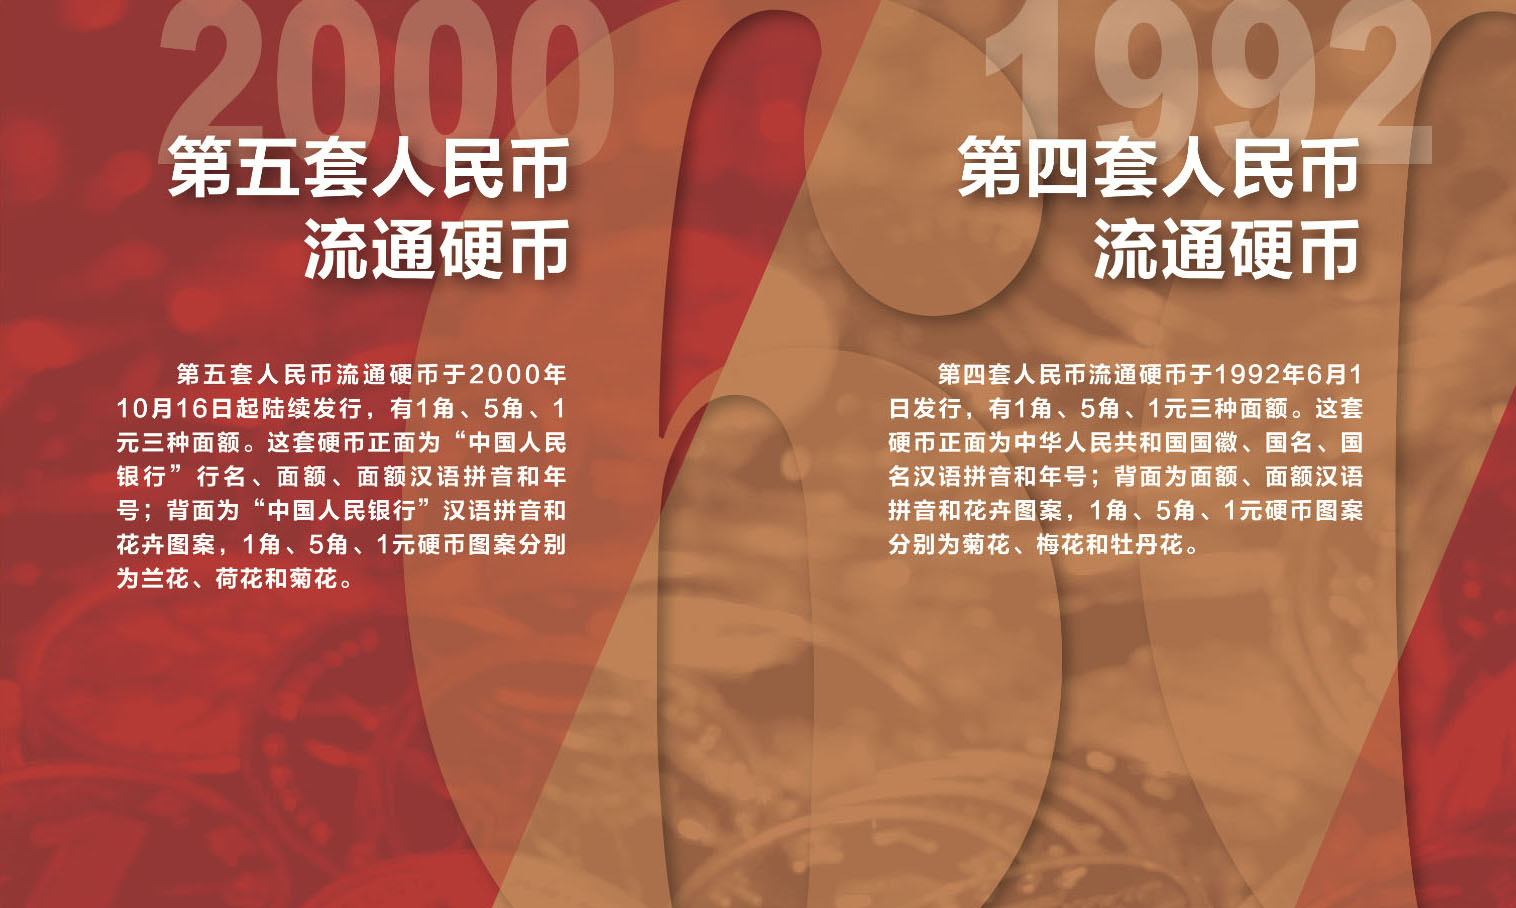 2000
第五套人民币
流通硬币
第五套人民币流通硬币于2000年
10月16日起陆续发行，有1角、5角、1
元三种面额。这套硬币正面为“中国人民
银行”行名、面额、面额汉语拼音和年
号；背面为“中国人民银行”汉语拼音和
花卉图案，1角、5角、1元硬币图案分别
为兰花、荷花和菊花。
1992
第四套人民币
流通硬币
第四套人民币流通硬币于1992年6月1
日发行，有1角、5角、1元三种面额。这套
硬币正面为中华人民共和国国徽、国名、国
名汉语拼音和年号；背面为面额、面额汉语
拼音和花卉图案，1角、5角、1元硬币图案
分别为菊花、梅花和牡丹花。